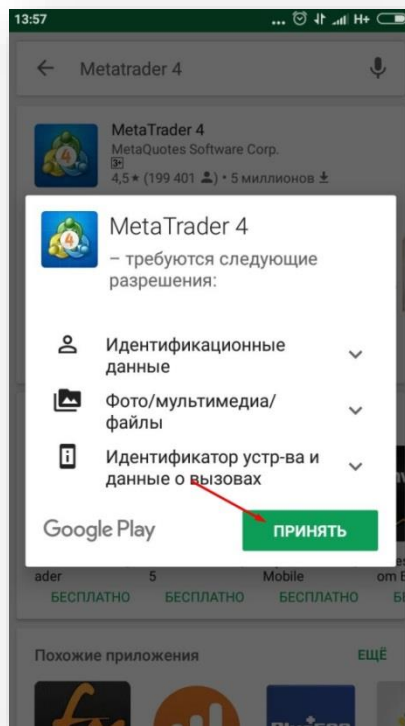 13:57
... H+
Metatrader 4
MetaTrader 4
MetaQuotes Software Corp.
3+
4,5★ (199 401) • 5 миллионов
MetaTrader 4
– требуются следующие
разрешения:
Идентификационные
данные
Фото/мультимедиа/
файлы
Идентификатор устр-ва и
данные о вызовах
Google Play
ПРИНЯТЬ
ader 5 Mobile om
БЕСПЛАТНО БЕСПЛАТНО БЕСПЛАТНО
Похожие приложения ЕЩЁ